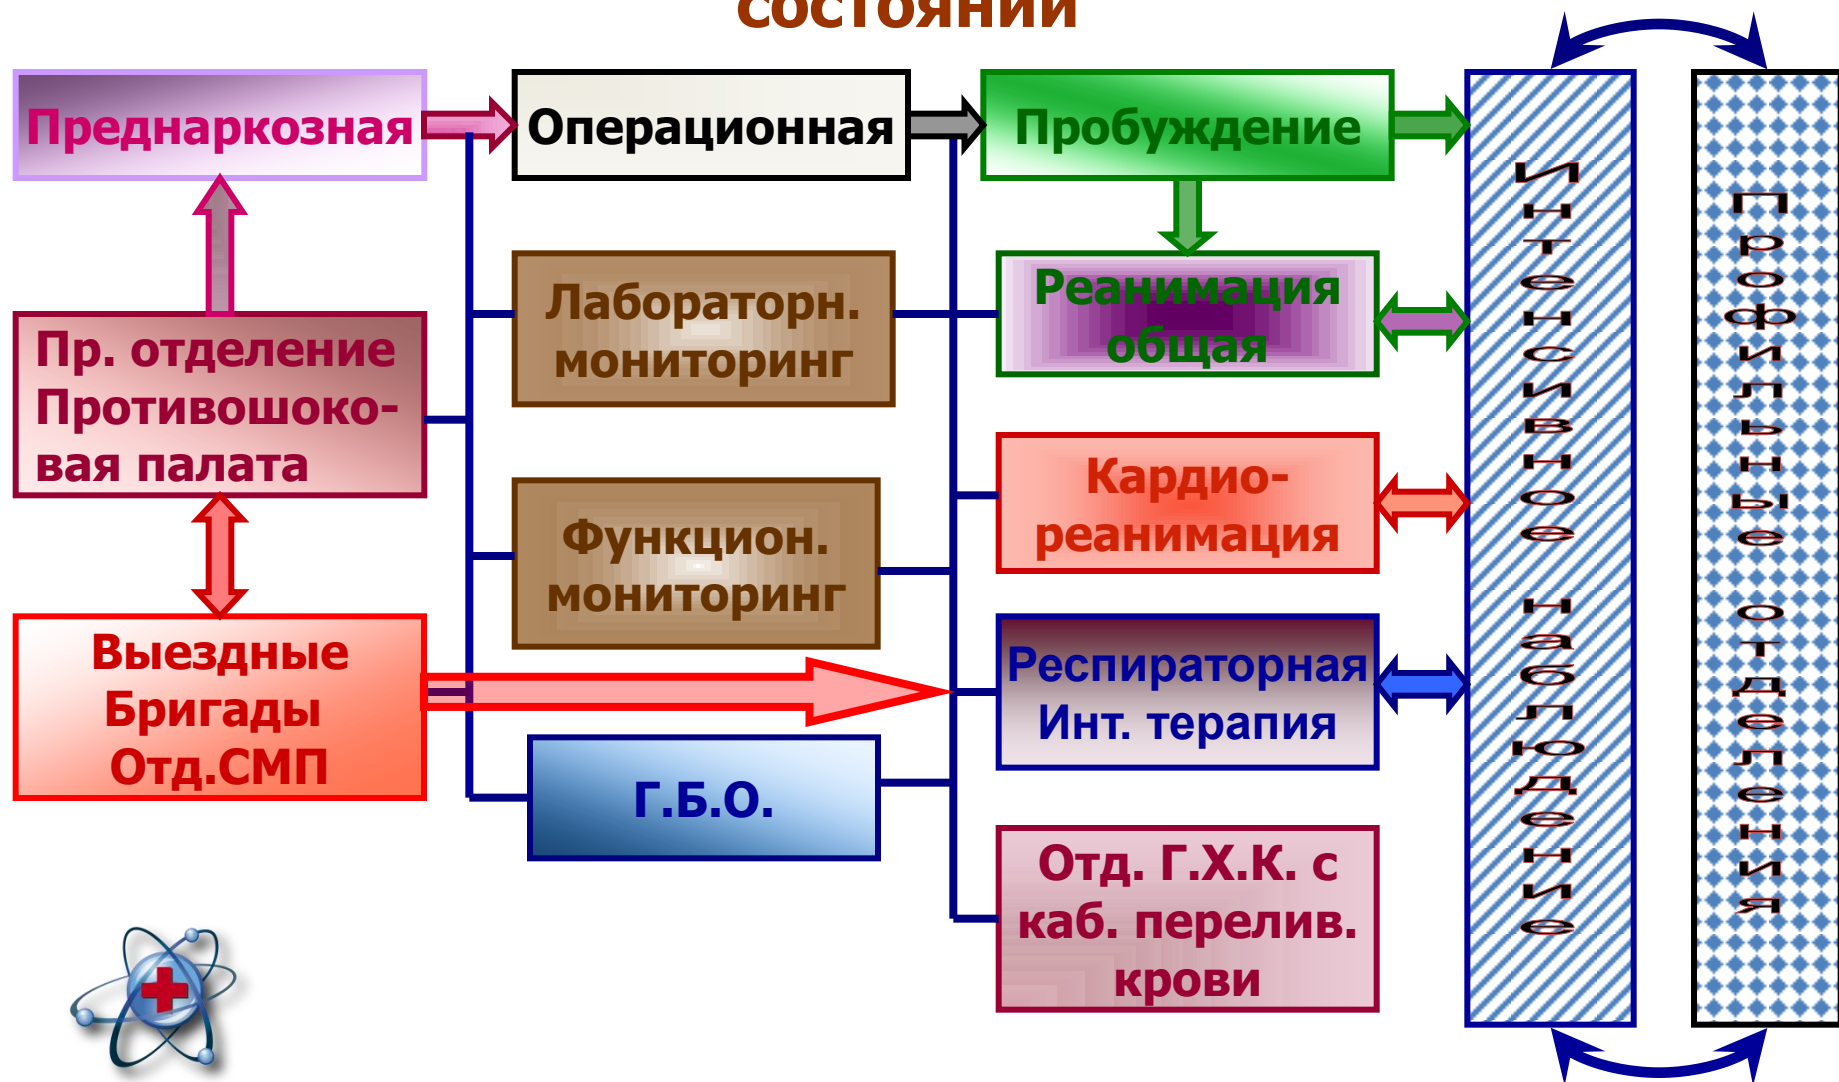 состояний
Преднаркозная
Операционная
Пробуждение
Лабораторн.
мониторинг
Реанимация
общая
Пр. отделение
Противошоко-
вая палата
Функцион.
мониторинг
Кардио-
реанимация
Выездные
Бригады
Отд.СМП
Респираторная
Инт. терапия
Г.Б.О.
Отд. Г.Х.К. с
каб. перелив.
крови
Интенсивное наблюдение
Профильные отделения